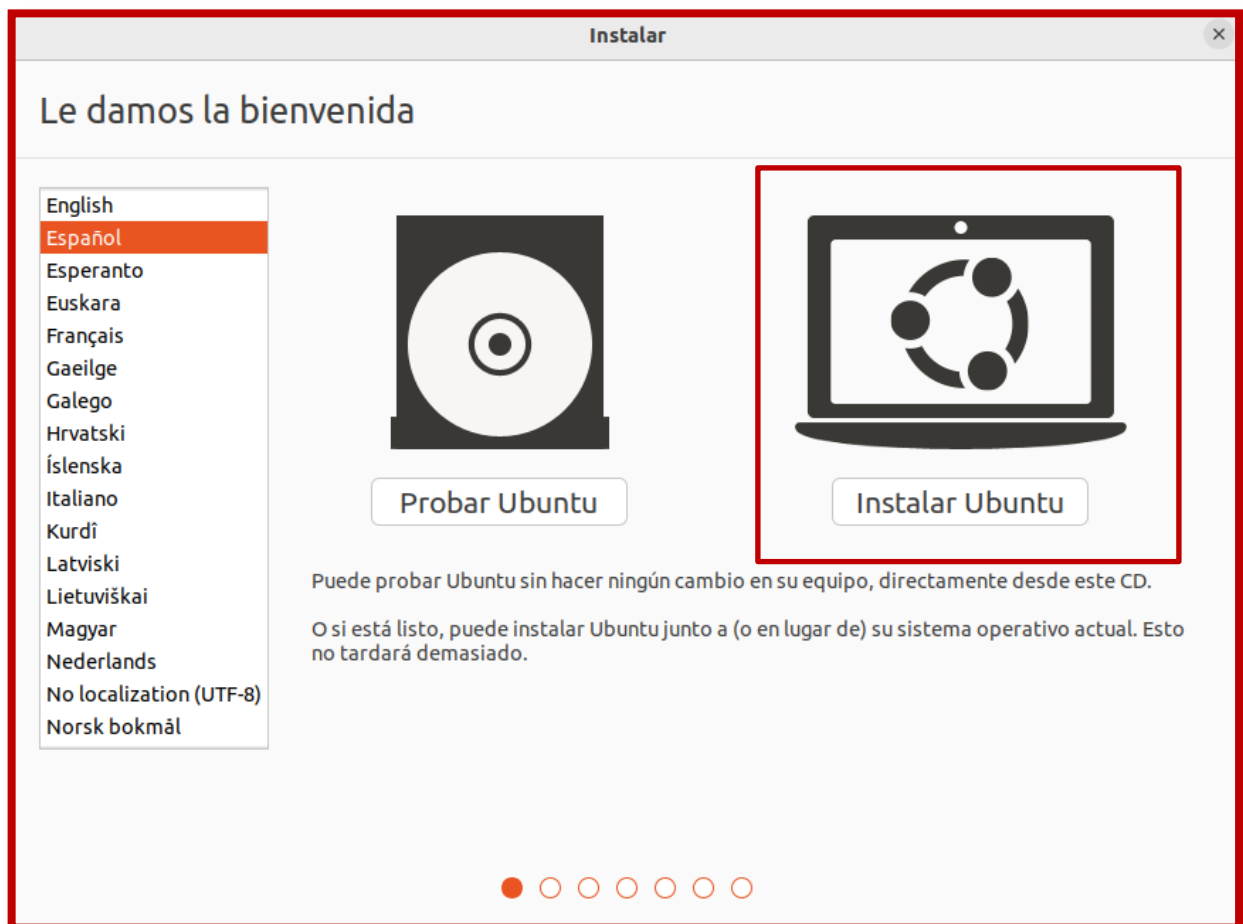 Instalar
Le damos la bienvenida
English
Español
Esperanto
Euskara
Français
Gaeilge
Galego
Hrvatski
Íslenska
Italiano
Kurdî
Latviski
Lietuviškai
Magyar
Nederlands
No localization (UTF-8)
Norsk bokmål
Probar Ubuntu
Instalar Ubuntu
Puede probar Ubuntu sin hacer ningún cambio en su equipo, directamente desde este CD.
O si está listo, puede instalar Ubuntu junto a (o en lugar de) su sistema operativo actual. Esto
no tardará demasiado.